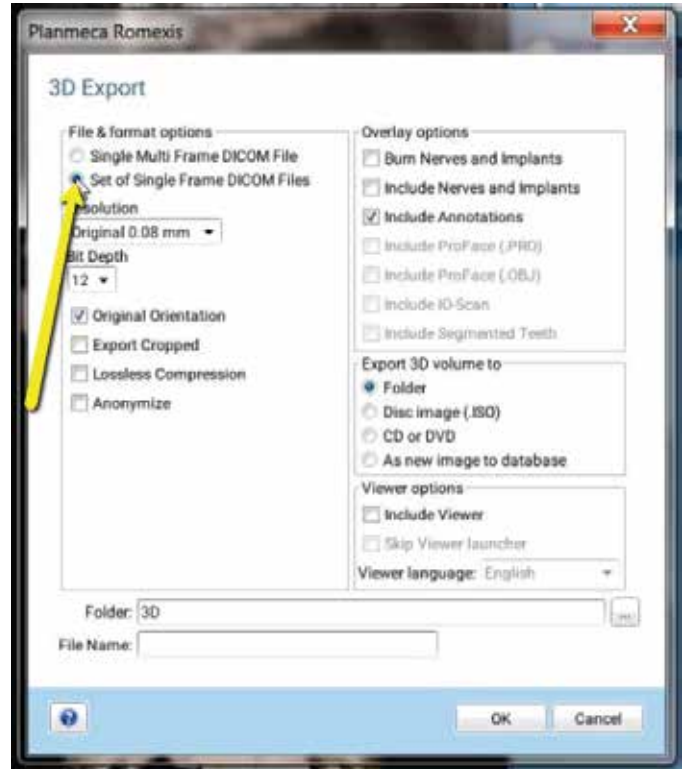 Planmeca Romexis
3D Export
File & format options
Single Multi Frame DICOM File
Set of Single Frame DICOM Files
Resolution
Original 0.08 mm
Bit Depth
12
Original Orientation
Export Cropped
Lossless Compression
Anonymize
Overlay options
Burn Nerves and Implants
Include Nerves and Implants
Include Annotations
Include ProFace (.PRO)
Include ProFace (.OBJ)
Include IO-Scan
Include Segmented Teeth
Export 3D volume to
Folder
Disc image (.ISO)
CD or DVD
As new image to database
Viewer options
Include Viewer
Skip Viewer launcher
Viewer language: English
Folder: 3D ...
File Name:
? OK Cancel